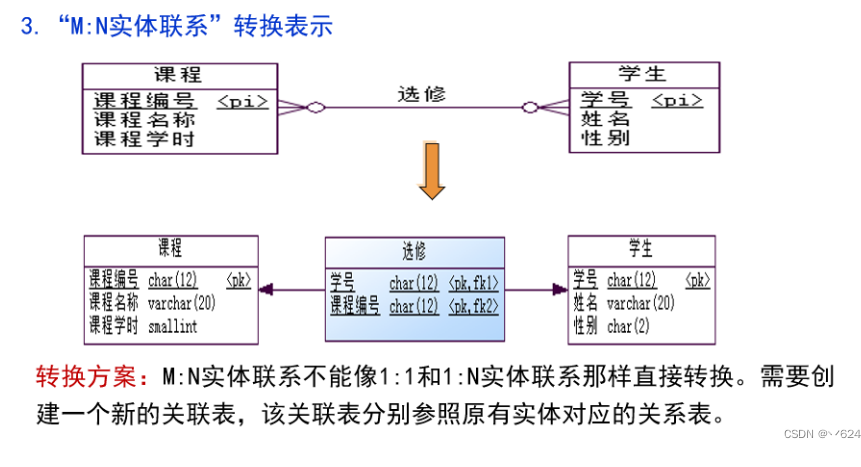 3. “M:N实体联系”转换表示
课程
课程编号 <pi>
课程名称
课程学时
选修
学生
学号 <pi>
姓名
性别
课程
课程编号 char(12) <pk>
课程名称 varchar(20)
课程学时 smallint
选修
学号 char(12) <pk,fk1>
课程编号 char(12) <pk,fk2>
学生
学号 char(12) <pk>
姓名 varchar(20)
性别 char(2)
转换方案：M:N实体联系不能像1:1和1:N实体联系那样直接转换。需要创
建一个新的关联表，该关联表分别参照原有实体对应的关系表。